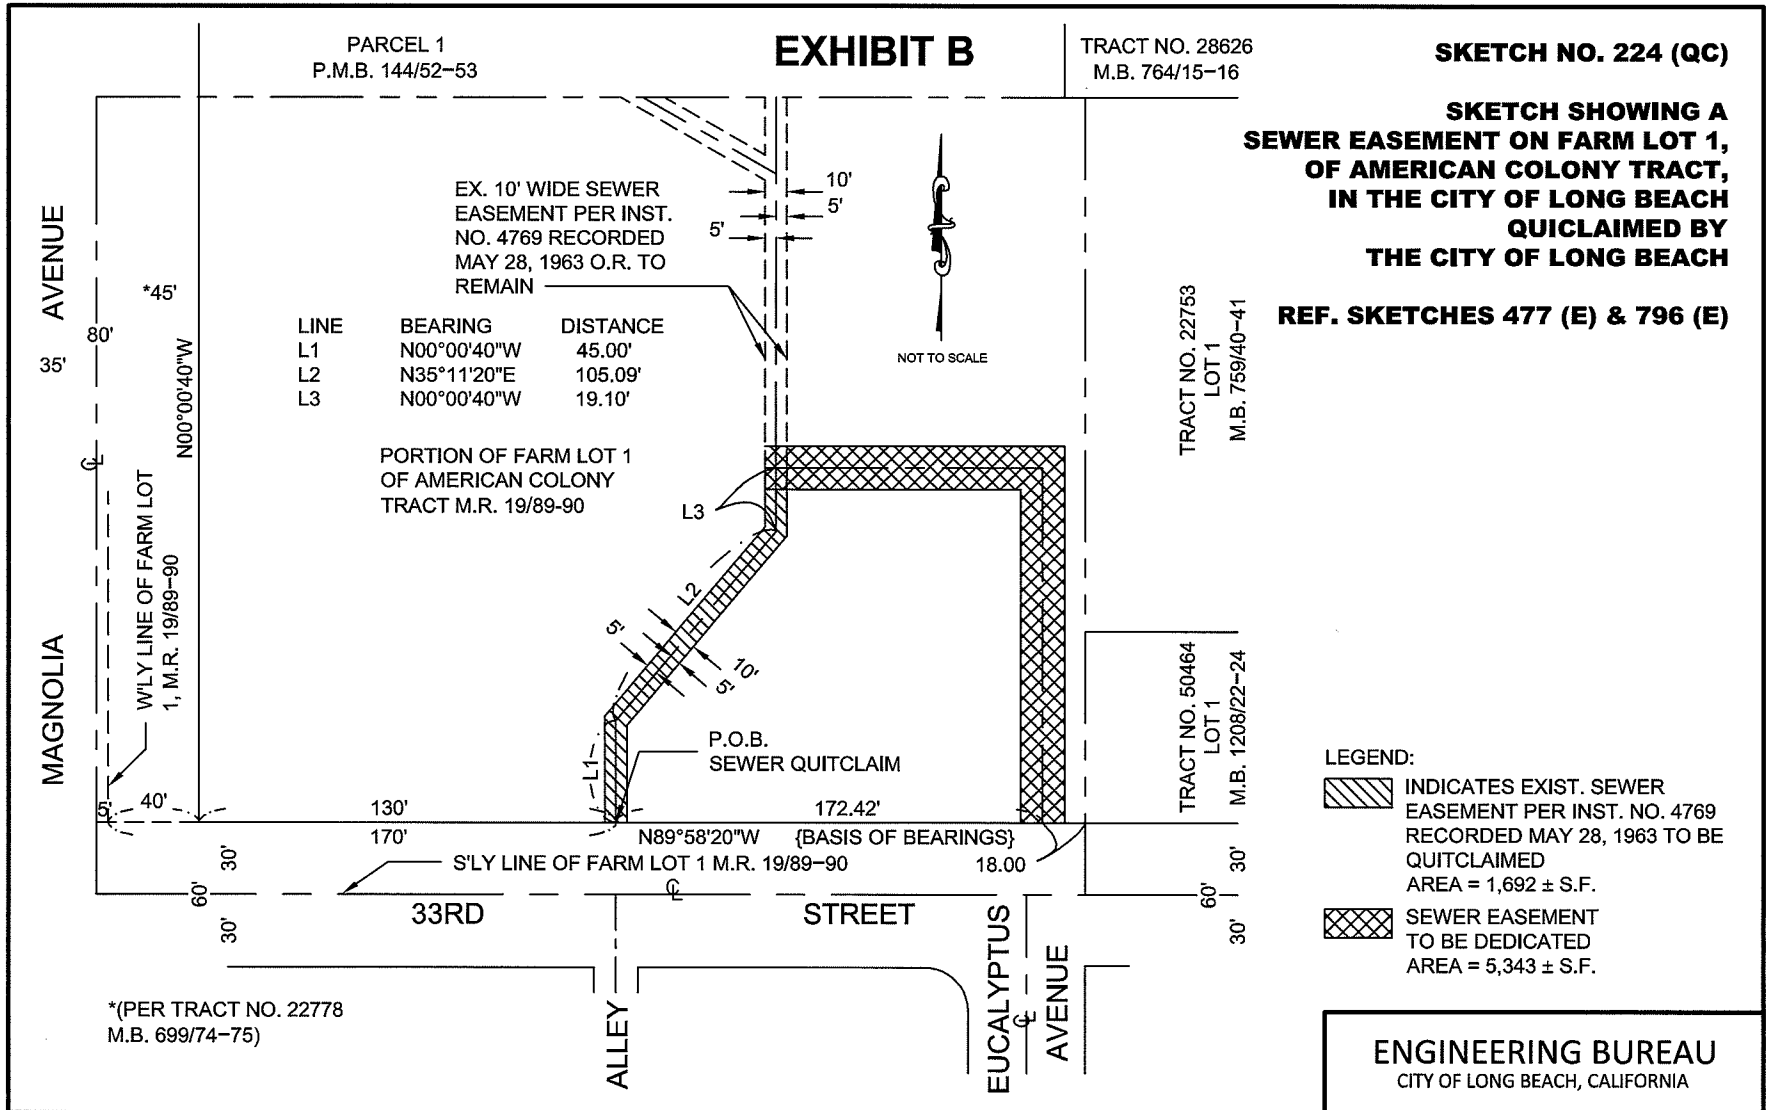 PARCEL 1
P.M.B. 144/52-53
EXHIBIT B
TRACT NO. 28626
M.B. 764/15-16
SKETCH NO. 224 (QC)
SKETCH SHOWING A
SEWER EASEMENT ON FARM LOT 1,
OF AMERICAN COLONY TRACT,
IN THE CITY OF LONG BEACH
QUICLAIMED BY
THE CITY OF LONG BEACH
REF. SKETCHES 477 (E) & 796 (E)
EX. 10' WIDE SEWER
EASEMENT PER INST.
NO. 4769 RECORDED
MAY 28, 1963 O.R. TO
REMAIN
10'
5'
5'
NOT TO SCALE
MAGNOLIA AVENUE
*45'
80'
35'
N00°00'40"W
LINE BEARING DISTANCE
L1 N00°00'40"W 45.00'
L2 N35°11'20"E 105.09'
L3 N00°00'40"W 19.10'
PORTION OF FARM LOT 1
OF AMERICAN COLONY
TRACT M.R. 19/89-90
W'LY LINE OF FARM LOT
1, M.R. 19/89-90
TRACT NO. 22753
LOT 1
M.B. 759/40-41
L3
L2
5'
10'
5'
L1
P.O.B.
SEWER QUITCLAIM
TRACT NO. 50464
LOT 1
M.B. 1208/22-24
5'
40'
130'
172.42'
170'
N89°58'20"W {BASIS OF BEARINGS}
S'LY LINE OF FARM LOT 1 M.R. 19/89-90
18.00
30'
60'
30'
30'
60'
30'
CL
CL
CL
33RD STREET
ALLEY
EUCALYPTUS
AVENUE
*(PER TRACT NO. 22778
M.B. 699/74-75)
LEGEND:
INDICATES EXIST. SEWER
EASEMENT PER INST. NO. 4769
RECORDED MAY 28, 1963 TO BE
QUITCLAIMED
AREA = 1,692 ± S.F.
SEWER EASEMENT
TO BE DEDICATED
AREA = 5,343 ± S.F.
ENGINEERING BUREAU
CITY OF LONG BEACH, CALIFORNIA